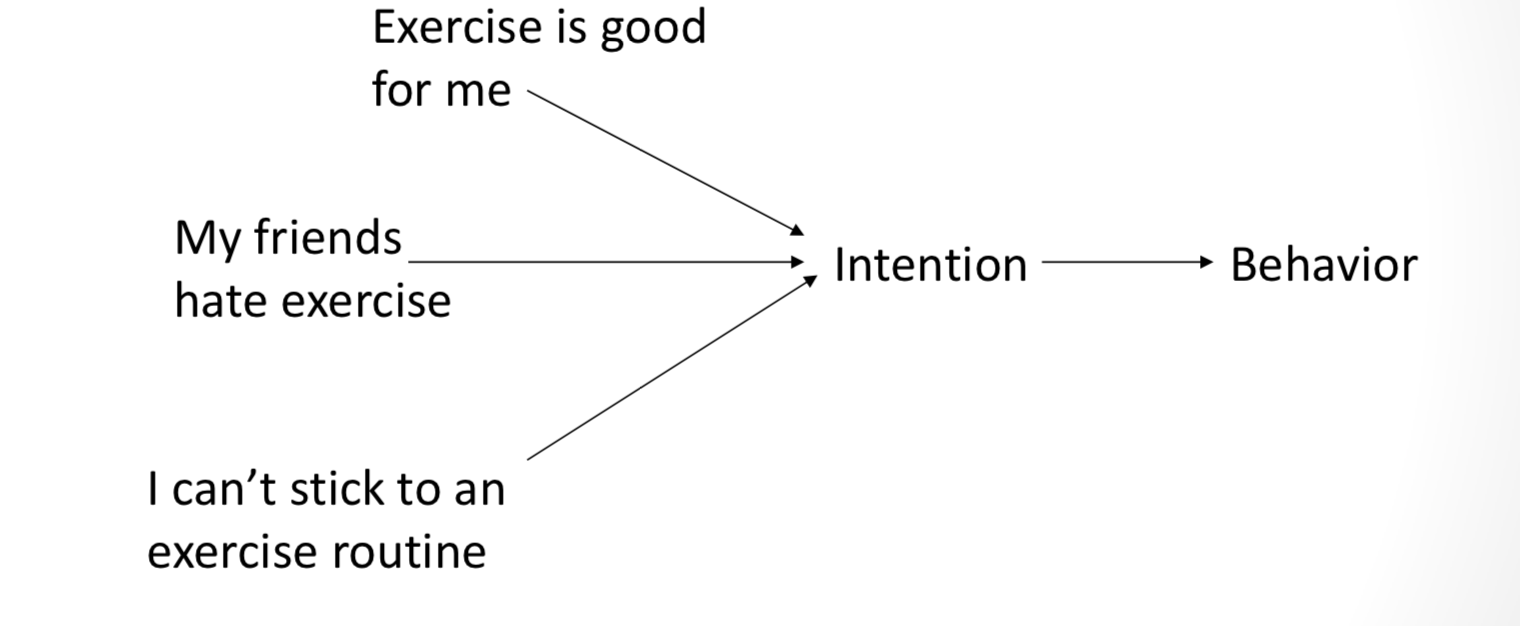 Exercise is good
for me
My friends
hate exercise
Intention
Behavior
I can’t stick to an
exercise routine